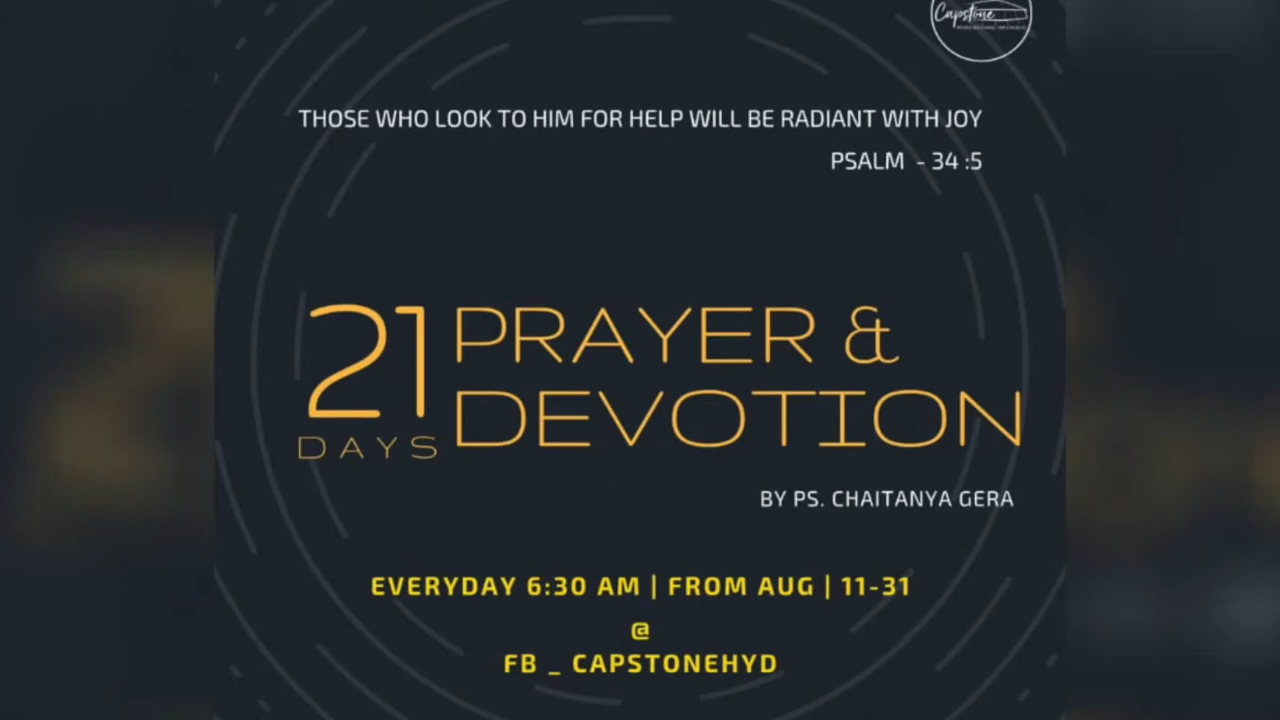 Capstone
THOSE WHO LOOK TO HIM FOR HELP WILL BE RADIANT WITH JOY
PSALM - 34 :5
21 DAYS
PRAYER &
DEVOTION
BY PS. CHAITANYA GERA
EVERYDAY 6:30 AM | FROM AUG | 11-31
@
FB _ CAPSTONEHYD